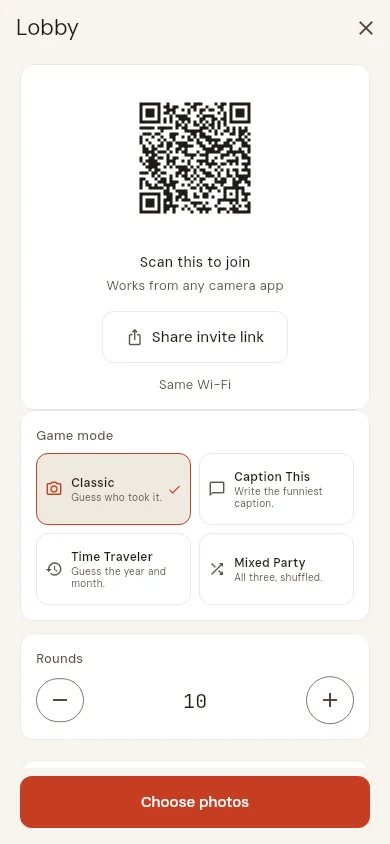 Lobby
Scan this to join
Works from any camera app
Share invite link
Same Wi-Fi
Game mode
Classic
Guess who took it.
Caption This
Write the funniest
caption.
Time Traveler
Guess the year and
month.
Mixed Party
All three, shuffled.
Rounds
10
Choose photos